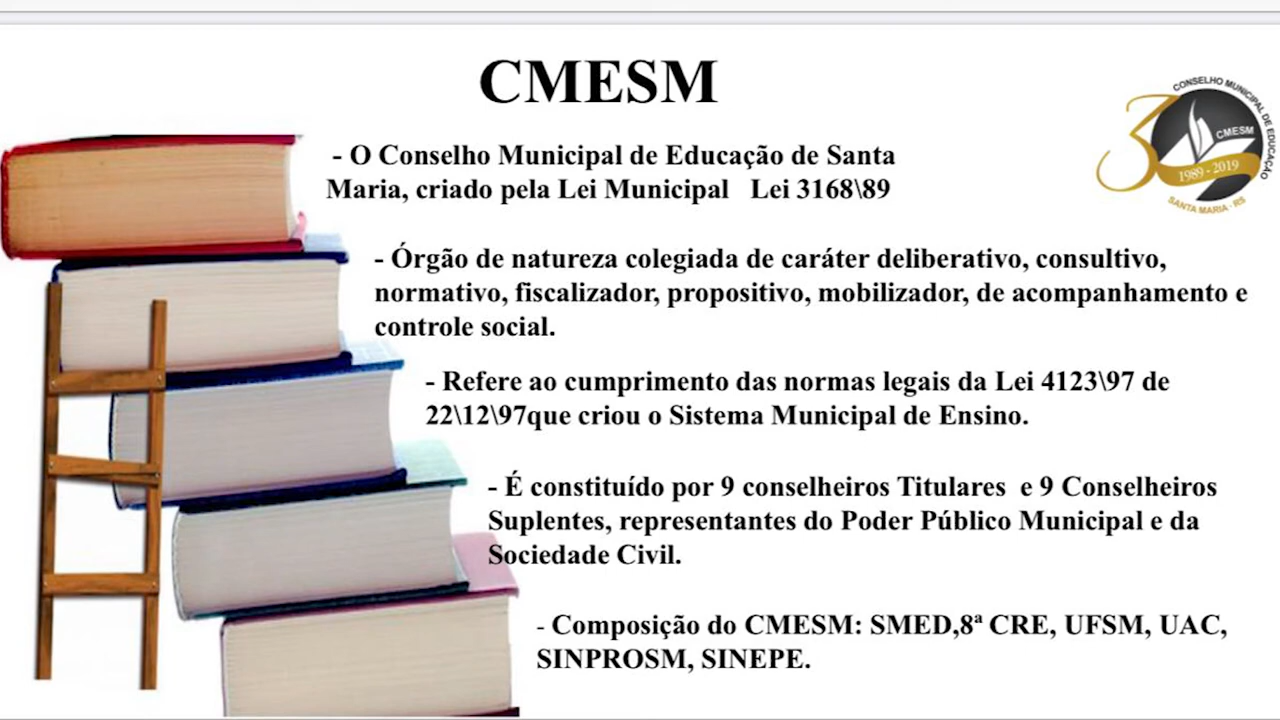 CMESM
- O Conselho Municipal de Educação de Santa
Maria, criado pela Lei Municipal   Lei 3168\89
- Órgão de natureza colegiada de caráter deliberativo, consultivo,
normativo, fiscalizador, propositivo, mobilizador, de acompanhamento e
controle social.
- Refere ao cumprimento das normas legais da Lei 4123\97 de
22\12\97que criou o Sistema Municipal de Ensino.
- É constituído por 9 conselheiros Titulares  e 9 Conselheiros
Suplentes, representantes do Poder Público Municipal e da
Sociedade Civil.
- Composição do CMESM: SMED,8ª CRE, UFSM, UAC,
SINPROSM, SINEPE.
CONSELHO MUNICIPAL DE EDUCAÇÃO
30
CMESM
1989 - 2019
SANTA MARIA - RS